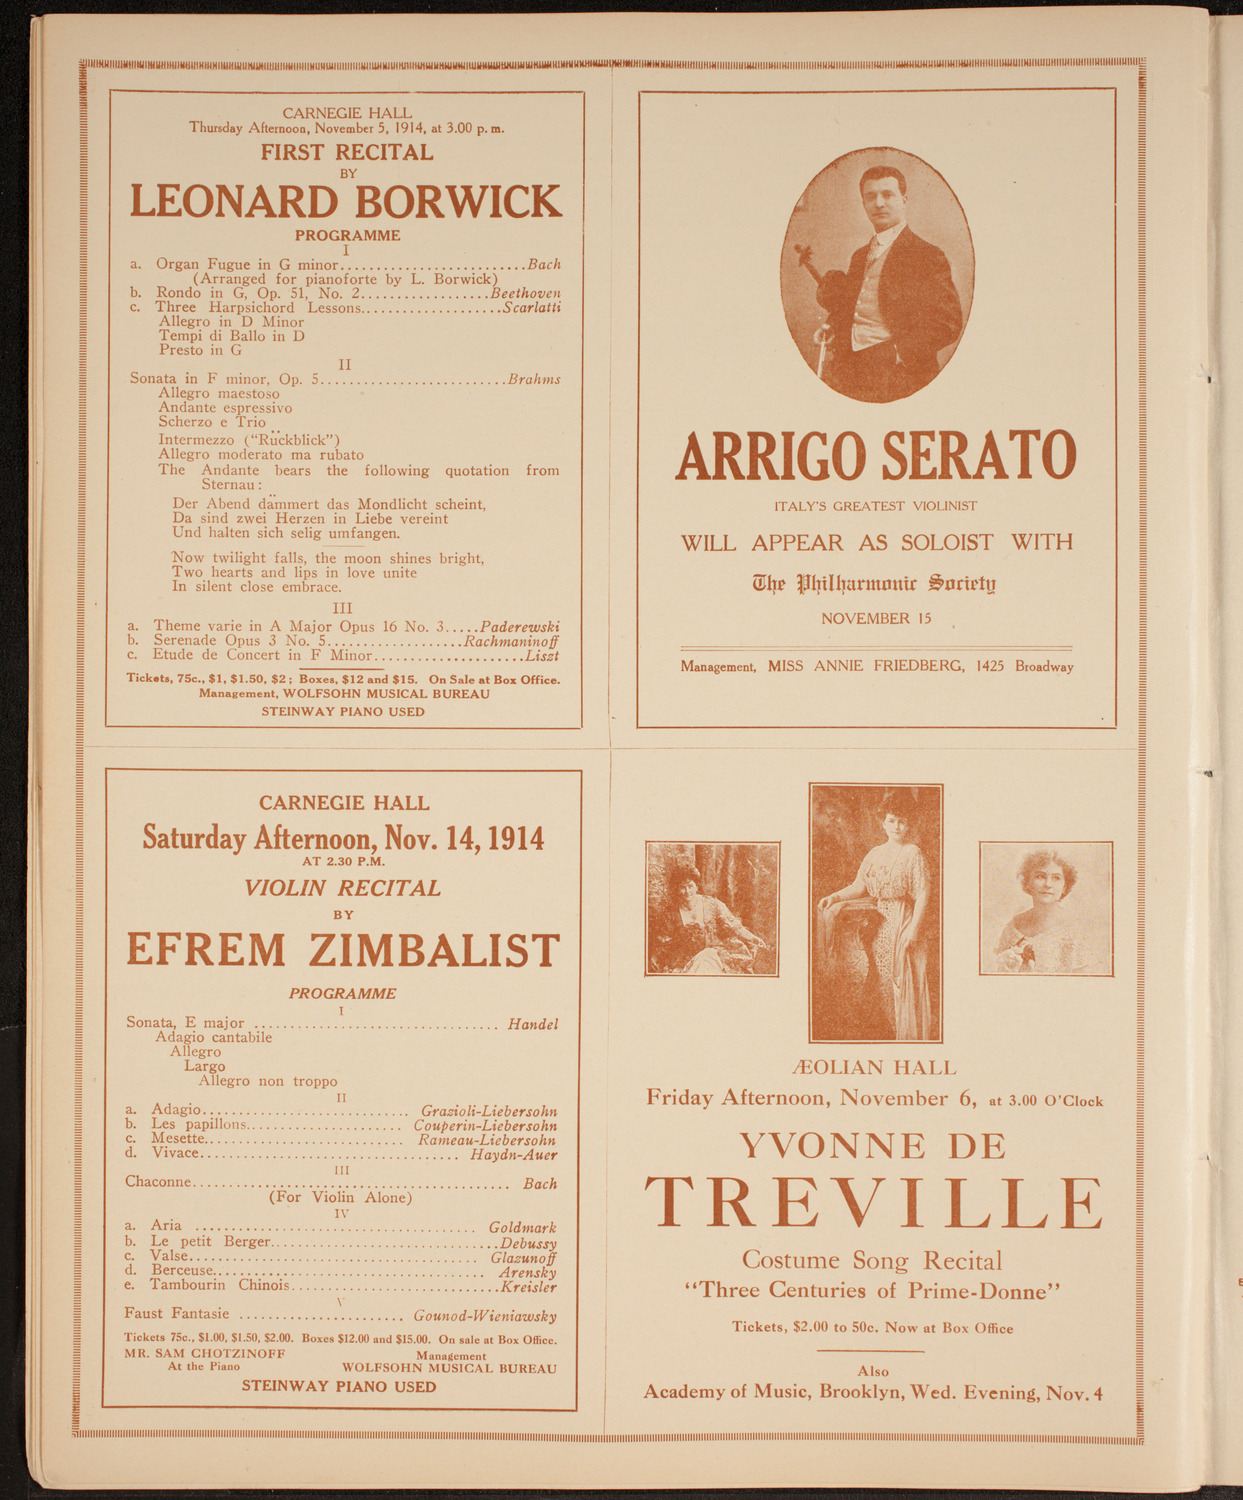 CARNEGIE HALL
Thursday Afternoon, November 5, 1914, at 3.00 p. m.
FIRST RECITAL
BY
LEONARD BORWICK
PROGRAMME
I
a. Organ Fugue in G minor..........................Bach
(Arranged for pianoforte by L. Borwick)
b. Rondo in G, Op. 51, No. 2..................Beethoven
c. Three Harpsichord Lessons....................Scarlatti
Allegro in D Minor
Tempi di Ballo in D
Presto in G
II
Sonata in F minor, Op. 5..........................Brahms
Allegro maestoso
Andante espressivo
Scherzo e Trio
Intermezzo ("Rückblick")
Allegro moderato ma rubato
The Andante bears the following quotation from
Sternau:
Der Abend dämmert das Mondlicht scheint,
Da sind zwei Herzen in Liebe vereint
Und halten sich selig umfangen.
Now twilight falls, the moon shines bright,
Two hearts and lips in love unite
In silent close embrace.
III
a. Theme varie in A Major Opus 16 No. 3.....Paderewski
b. Serenade Opus 3 No. 5...................Rachmaninoff
c. Etude de Concert in F Minor.....................Liszt
Tickets, 75c., $1, $1.50, $2; Boxes, $12 and $15. On Sale at Box Office.
Management, WOLFSOHN MUSICAL BUREAU
STEINWAY PIANO USED
ARRIGO SERATO
ITALY'S GREATEST VIOLINIST
WILL APPEAR AS SOLOIST WITH
The Philharmonic Society
NOVEMBER 15
Management, MISS ANNIE FRIEDBERG, 1425 Broadway
CARNEGIE HALL
Saturday Afternoon, Nov. 14, 1914
AT 2.30 P.M.
VIOLIN RECITAL
BY
EFREM ZIMBALIST
PROGRAMME
I
Sonata, E major .................................. Handel
Adagio cantabile
Allegro
Largo
Allegro non troppo
II
a. Adagio............................. Grazioli-Liebersohn
b. Les papillons...................... Couperin-Liebersohn
c. Mesette............................ Rameau-Liebersohn
d. Vivace.................................... Haydn-Auer
III
Chaconne............................................ Bach
(For Violin Alone)
IV
a. Aria ....................................... Goldmark
b. Le petit Berger................................Debussy
c. Valse........................................ Glazunoff
d. Berceuse...................................... Arensky
e. Tambourin Chinois.............................Kreisler
V
Faust Fantasie ....................... Gounod-Wieniawsky
Tickets 75c., $1.00, $1.50, $2.00. Boxes $12.00 and $15.00. On sale at Box Office.
MR. SAM CHOTZINOFF Management
At the Piano WOLFSOHN MUSICAL BUREAU
STEINWAY PIANO USED
ÆOLIAN HALL
Friday Afternoon, November 6, at 3.00 O'Clock
YVONNE DE
TREVILLE
Costume Song Recital
"Three Centuries of Prime-Donne"
Tickets, $2.00 to 50c. Now at Box Office
Also
Academy of Music, Brooklyn, Wed. Evening, Nov. 4